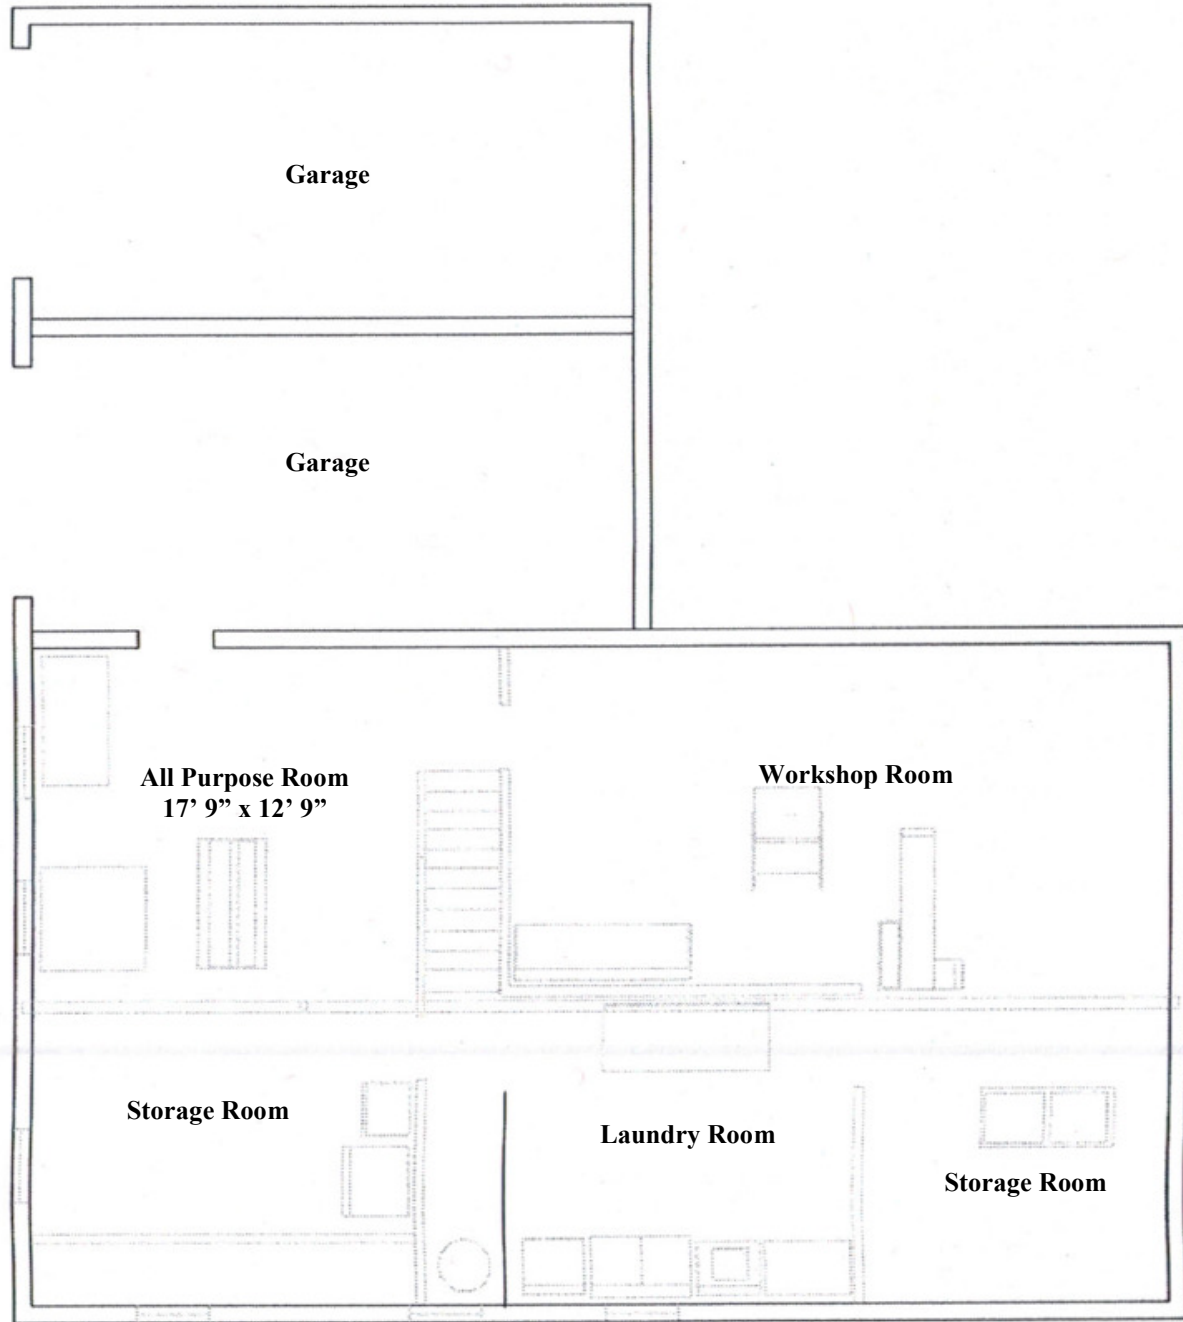 Garage
Garage
All Purpose Room
17’ 9” x 12’ 9”
Workshop Room
Storage Room
Laundry Room
Storage Room